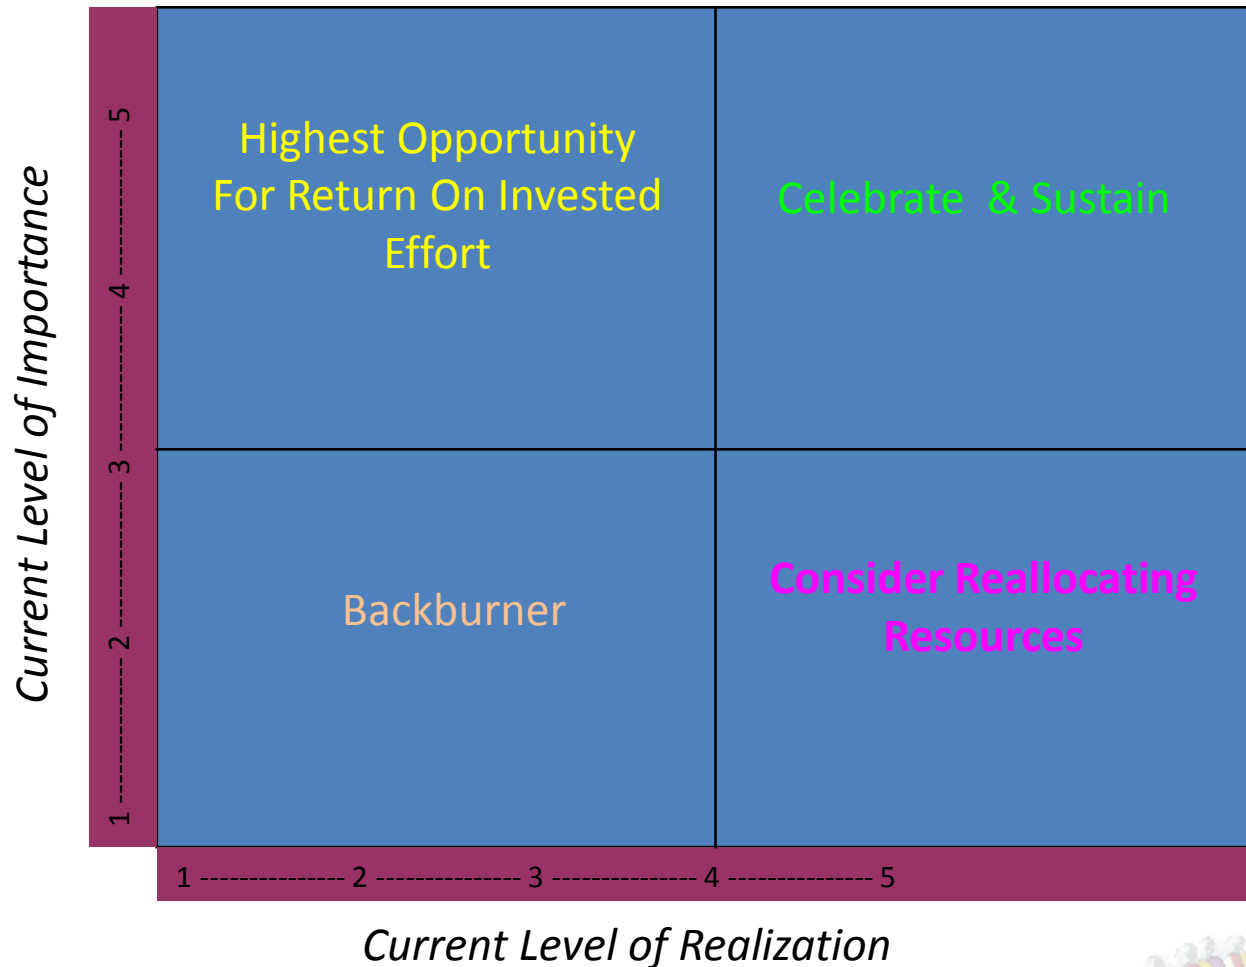 Highest Opportunity
For Return On Invested
Effort
Celebrate & Sustain
Backburner
Consider Reallocating
Resources
Current Level of Importance
1 ------------ 2 ------------ 3 ------------ 4 ------------ 5
1 --------------- 2 --------------- 3 --------------- 4 --------------- 5
Current Level of Realization